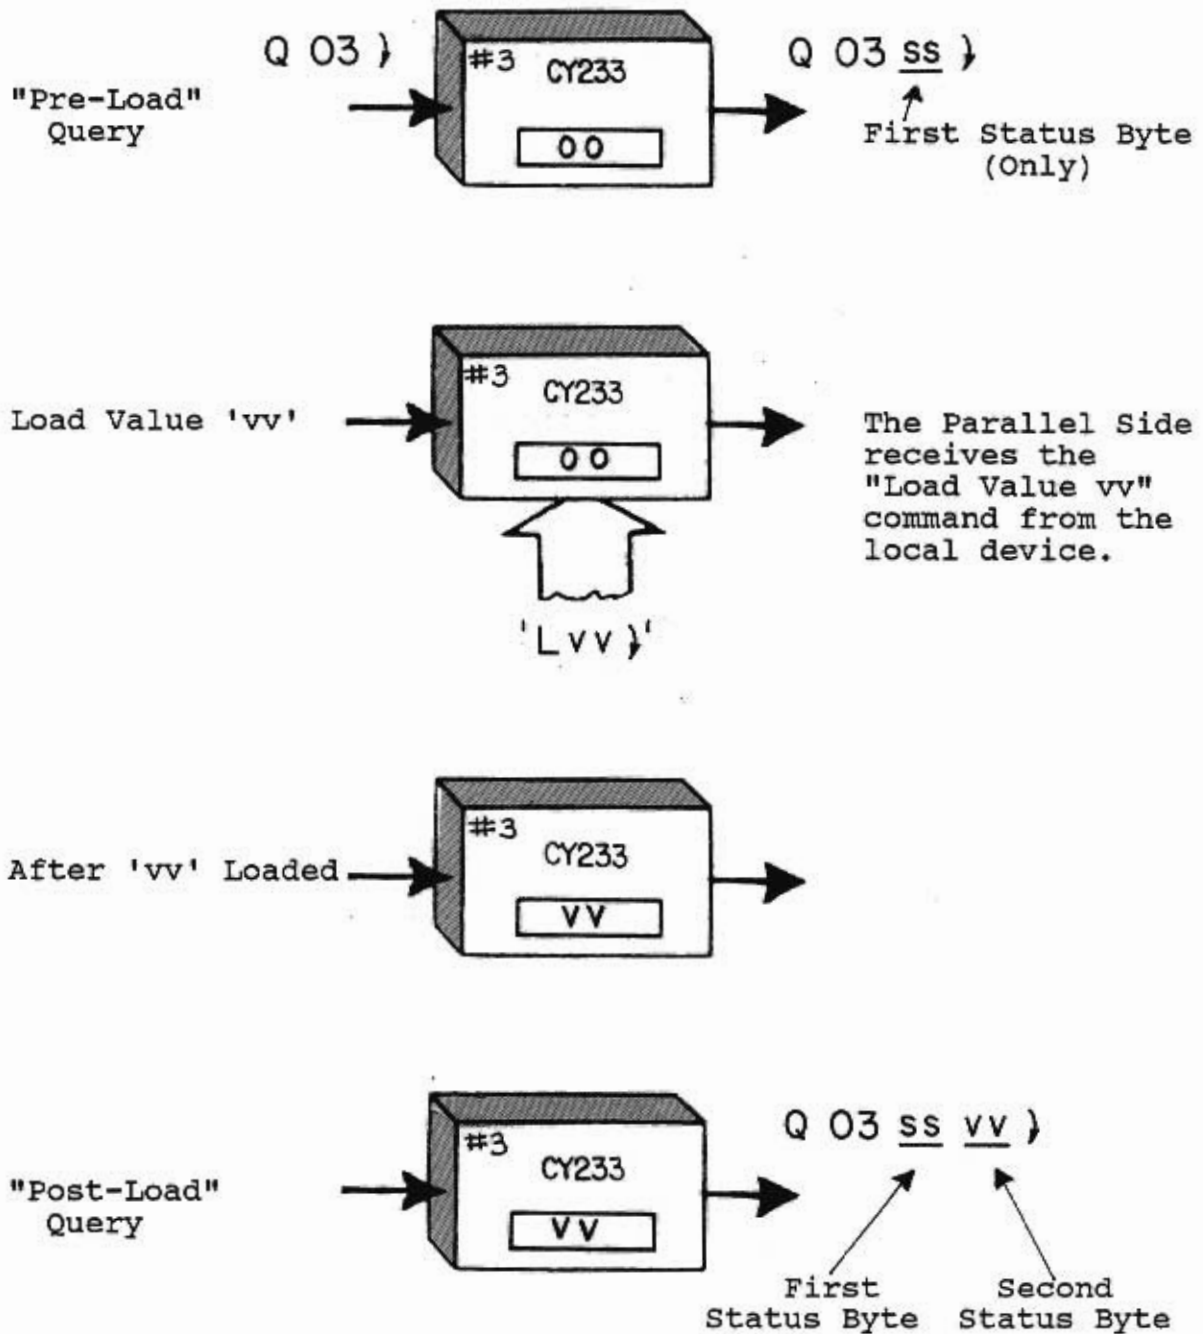 Q 03 )
#3
CY233
00
Q 03 ss )
"Pre-Load"
Query
First Status Byte
(Only)
#3
CY233
00
Load Value 'vv'
The Parallel Side
receives the
"Load Value vv"
command from the
local device.
'L v v )'
#3
CY233
VV
After 'vv' Loaded
#3
CY233
VV
Q 03 ss vv )
"Post-Load"
Query
First
Status Byte
Second
Status Byte